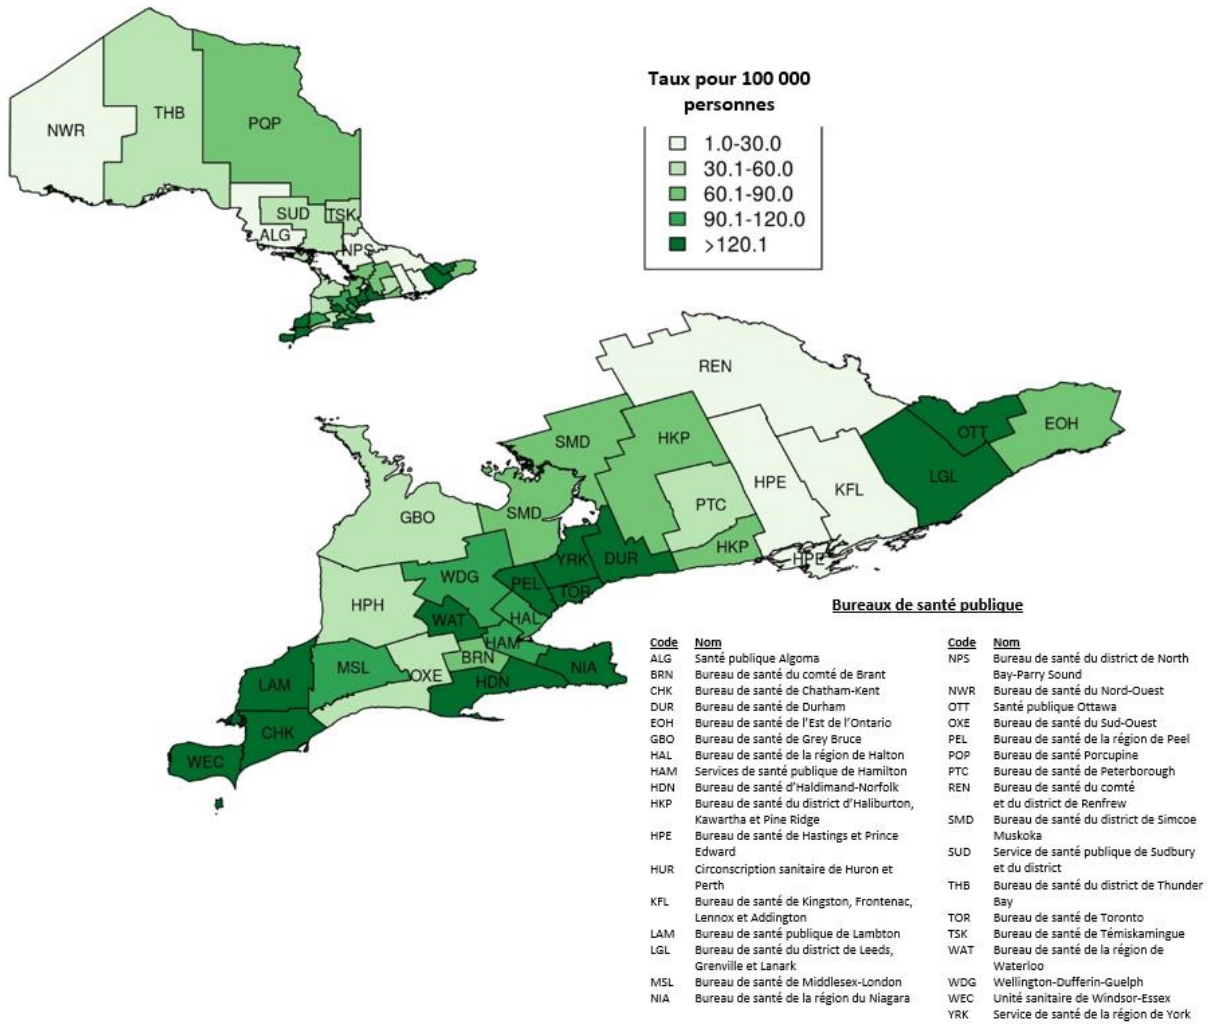 Taux pour 100 000
personnes
1.0-30.0
30.1-60.0
60.1-90.0
90.1-120.0
>120.1
NWR
THB
PQP
SUD
TSK
ALG
NPS
REN
SMD
HKP
OTT
EOH
LGL
HPE
KFL
PTC
GBO
SMD
HKP
YRK
DUR
HPE
WDG
PEL
TOR
HPH
WAT
HAL
HAM
MSL
OXE
BRN
NIA
LAM
HDN
CHK
WEC
Bureaux de santé publique
Code Nom
ALG Santé publique Algoma
BRN Bureau de santé du comté de Brant
CHK Bureau de santé de Chatham-Kent
DUR Bureau de santé de Durham
EOH Bureau de santé de l'Est de l'Ontario
GBO Bureau de santé de Grey Bruce
HAL Bureau de santé de la région de Halton
HAM Services de santé publique de Hamilton
HDN Bureau de santé d'Haldimand-Norfolk
HKP Bureau de santé du district d'Haliburton,
Kawartha et Pine Ridge
HPE Bureau de santé de Hastings et Prince
Edward
HUR Circonscription sanitaire de Huron et
Perth
KFL Bureau de santé de Kingston, Frontenac,
Lennox et Addington
LAM Bureau de santé publique de Lambton
LGL Bureau de santé du district de Leeds,
Grenville et Lanark
MSL Bureau de santé de Middlesex-London
NIA Bureau de santé de la région du Niagara
Code Nom
NPS Bureau de santé du district de North
Bay-Parry Sound
NWR Bureau de santé du Nord-Ouest
OTT Santé publique Ottawa
OXE Bureau de santé du Sud-Ouest
PEL Bureau de santé de la région de Peel
POP Bureau de santé Porcupine
PTC Bureau de santé de Peterborough
REN Bureau de santé du comté
et du district de Renfrew
SMD Bureau de santé du district de Simcoe
Muskoka
SUD Service de santé publique de Sudbury
et du district
THB Bureau de santé du district de Thunder
Bay
TOR Bureau de santé de Toronto
TSK Bureau de santé de Témiskamingue
WAT Bureau de santé de la région de
Waterloo
WDG Wellington-Dufferin-Guelph
WEC Unité sanitaire de Windsor-Essex
YRK Service de santé de la région de York